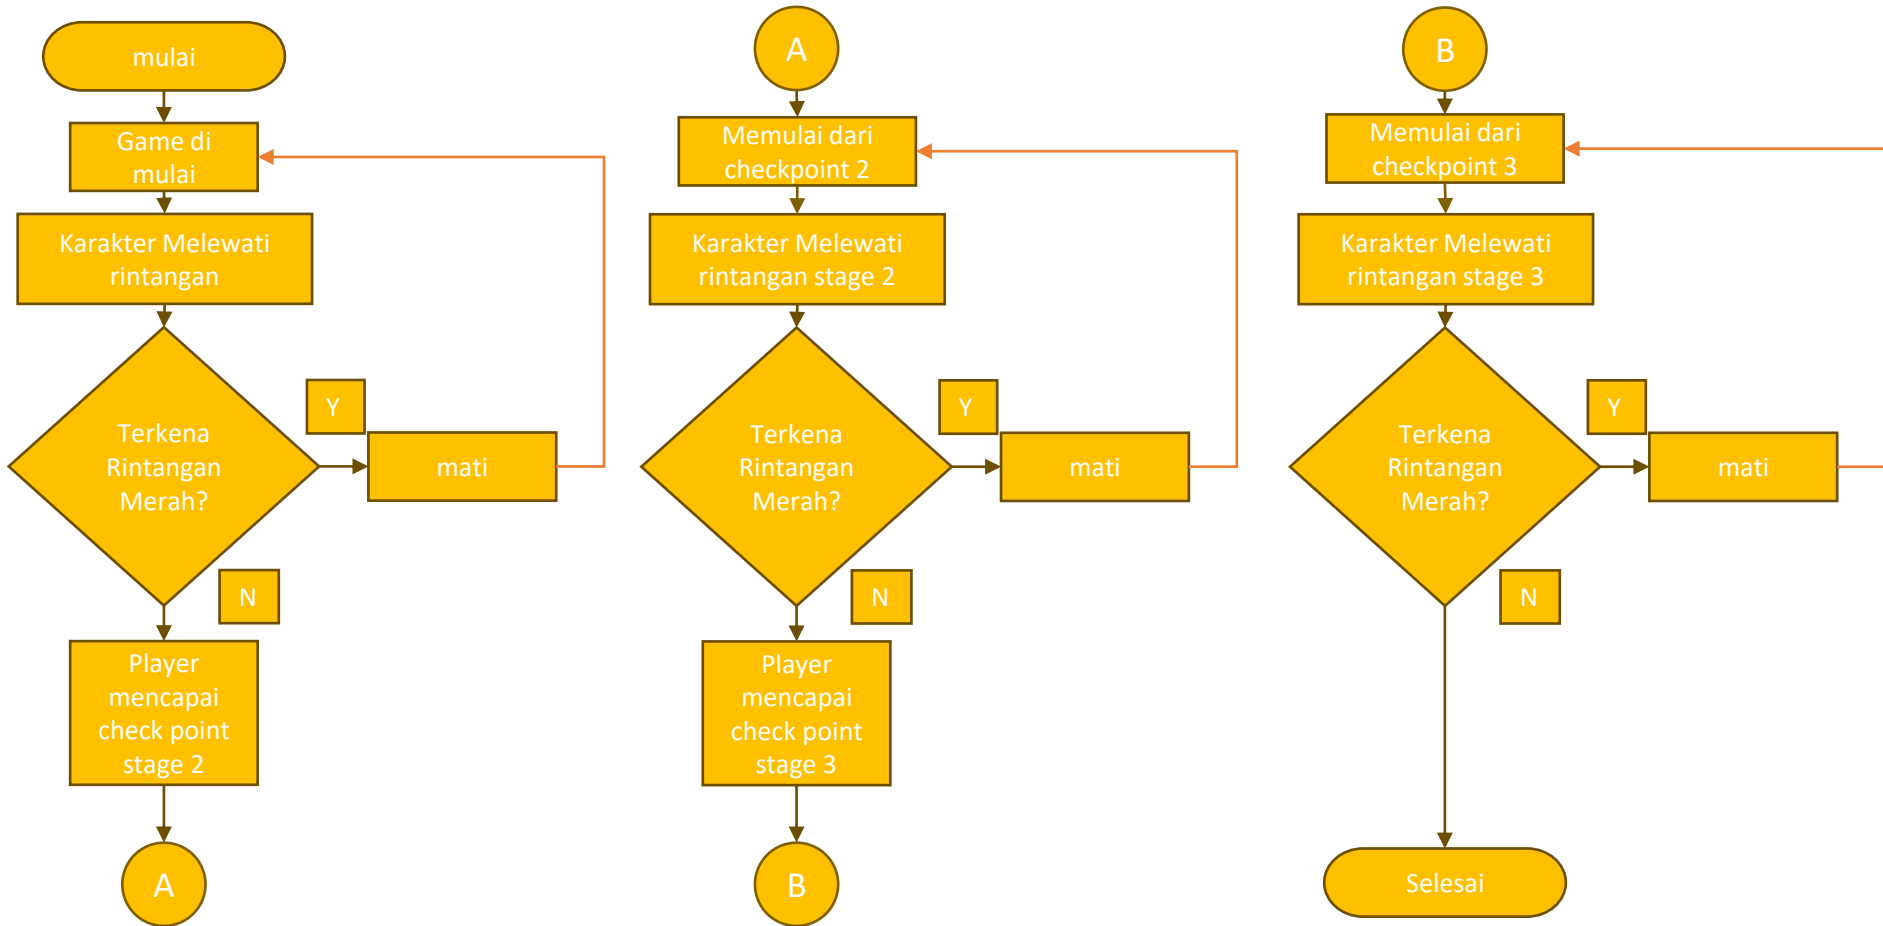 mulai
Game di
mulai
Karakter Melewati
rintangan
Terkena
Rintangan
Merah?
Y
mati
N
Player
mencapai
check point
stage 2
A
A
Memulai dari
checkpoint 2
Karakter Melewati
rintangan stage 2
Terkena
Rintangan
Merah?
Y
mati
N
Player
mencapai
check point
stage 3
B
B
Memulai dari
checkpoint 3
Karakter Melewati
rintangan stage 3
Terkena
Rintangan
Merah?
Y
mati
N
Selesai